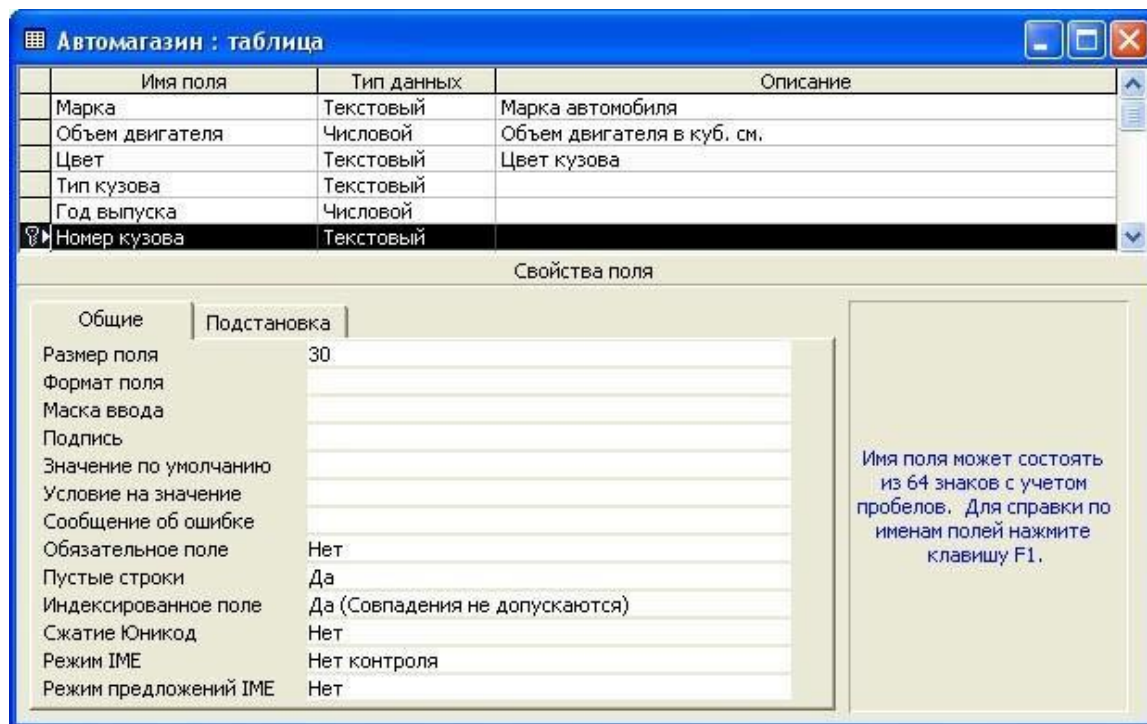 Автомагазин : таблица
Имя поля Тип данных Описание
Марка Текстовый Марка автомобиля
Объем двигателя Числовой Объем двигателя в куб. см.
Цвет Текстовый Цвет кузова
Тип кузова Текстовый
Год выпуска Числовой
Номер кузова Текстовый
Свойства поля
Общие Подстановка
Размер поля 30
Формат поля
Маска ввода
Подпись
Значение по умолчанию
Условие на значение
Сообщение об ошибке
Обязательное поле Нет
Пустые строки Да
Индексированное поле Да (Совпадения не допускаются)
Сжатие Юникод Нет
Режим IME Нет контроля
Режим предложений IME Нет
Имя поля может состоять
из 64 знаков с учетом
пробелов. Для справки по
именам полей нажмите
клавишу F1.